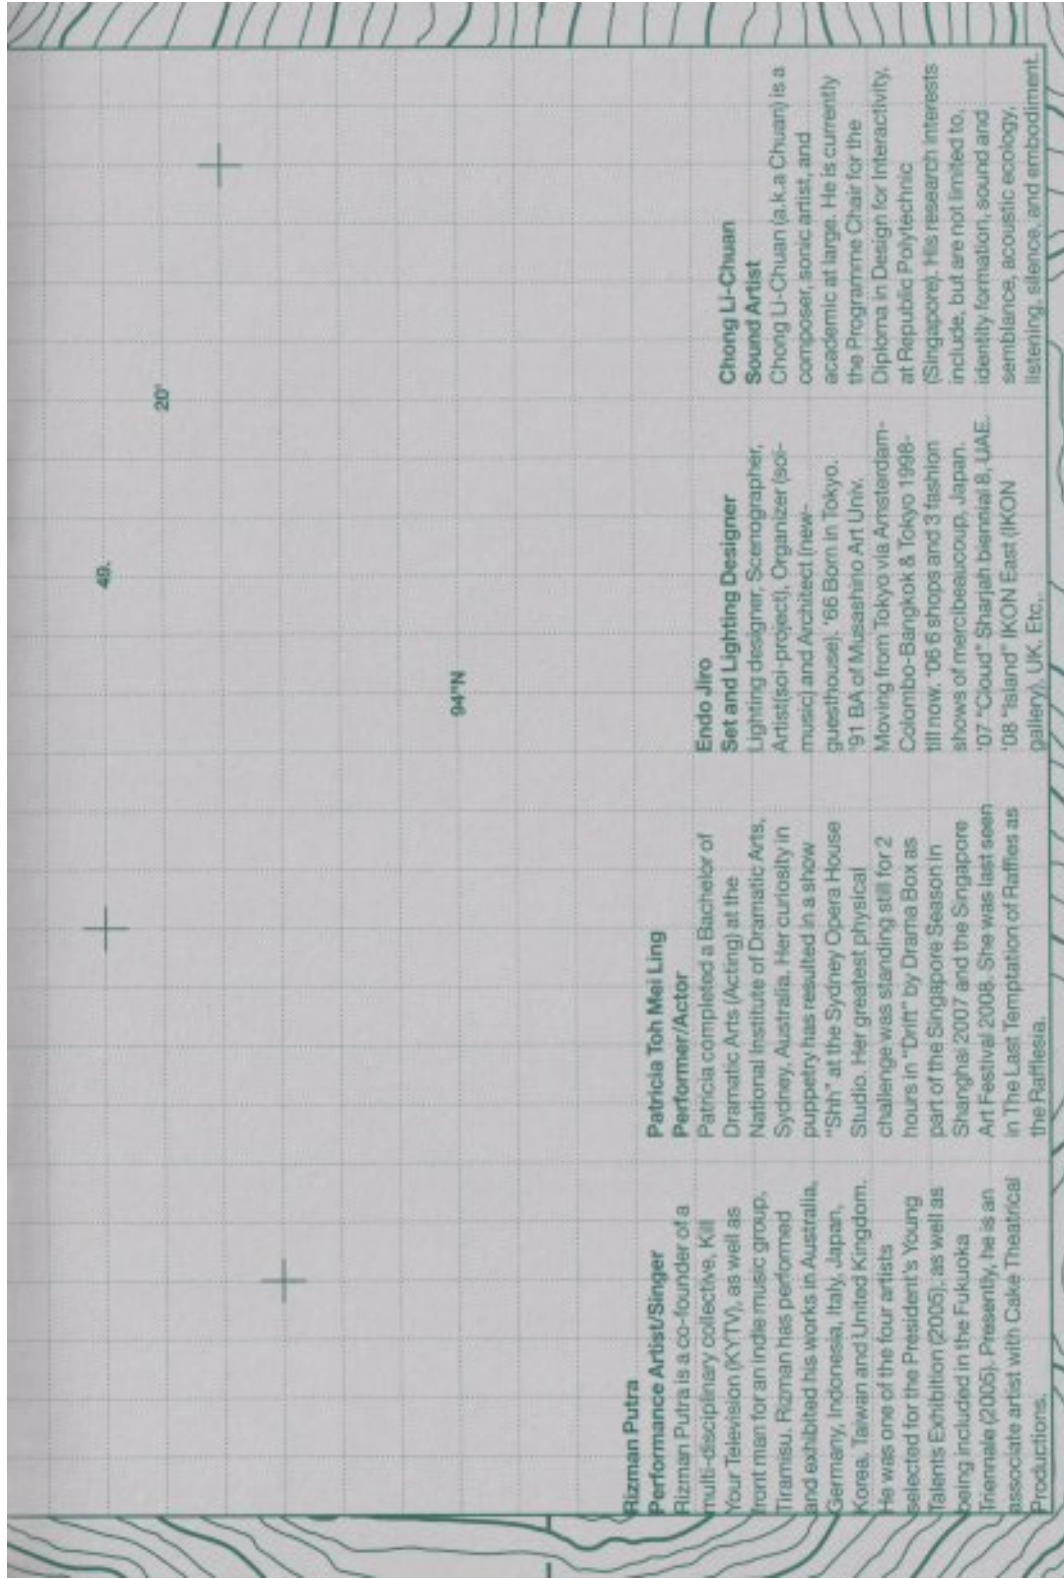 49.
20'
94°N
Rizman Putra
Performance Artist/Singer
Rizman Putra is a co-founder of a
multi-disciplinary collective, Kill
Your Television (KYTV), as well as
front man for an indie music group,
Tiramisu. Rizman has performed
and exhibited his works in Australia,
Germany, Indonesia, Italy, Japan,
Korea, Taiwan and United Kingdom.
He was one of the four artists
selected for the President's Young
Talents Exhibition (2005), as well as
being included in the Fukuoka
Triennale (2005). Presently, he is an
associate artist with Cake Theatrical
Productions.
Patricia Toh Mei Ling
Performer/Actor
Patricia completed a Bachelor of
Dramatic Arts (Acting) at the
National Institute of Dramatic Arts,
Sydney, Australia. Her curiosity in
puppetry has resulted in a show
"Shh" at the Sydney Opera House
Studio. Her greatest physical
challenge was standing still for 2
hours in "Drift" by Drama Box as
part of the Singapore Season in
Shanghai 2007 and the Singapore
Art Festival 2008. She was last seen
in The Last Temptation of Raffles as
the Rafflesia.
Endo Jiro
Set and Lighting Designer
Lighting designer, Scenographer,
Artist(soi-project), Organizer (soi-
music) and Architect (new-
guesthouse). '66 Born in Tokyo.
'91 BA of Musashino Art Univ.
Moving from Tokyo via Amsterdam-
Colombo-Bangkok & Tokyo 1998-
till now. '06 6 shops and 3 fashion
shows of mercibeaucoup, Japan.
'07 "Cloud" Sharjah biennial 8, UAE.
'08 "Island" IKON East (IKON
gallery), UK. Etc,
Chong Li-Chuan
Sound Artist
Chong Li-Chuan (a.k.a Chuan) is a
composer, sonic artist, and
academic at large. He is currently
the Programme Chair for the
Diploma in Design for Interactivity,
at Republic Polytechnic
(Singapore). His research interests
include, but are not limited to,
identity formation, sound and
semblance, acoustic ecology,
listening, silence, and embodiment.